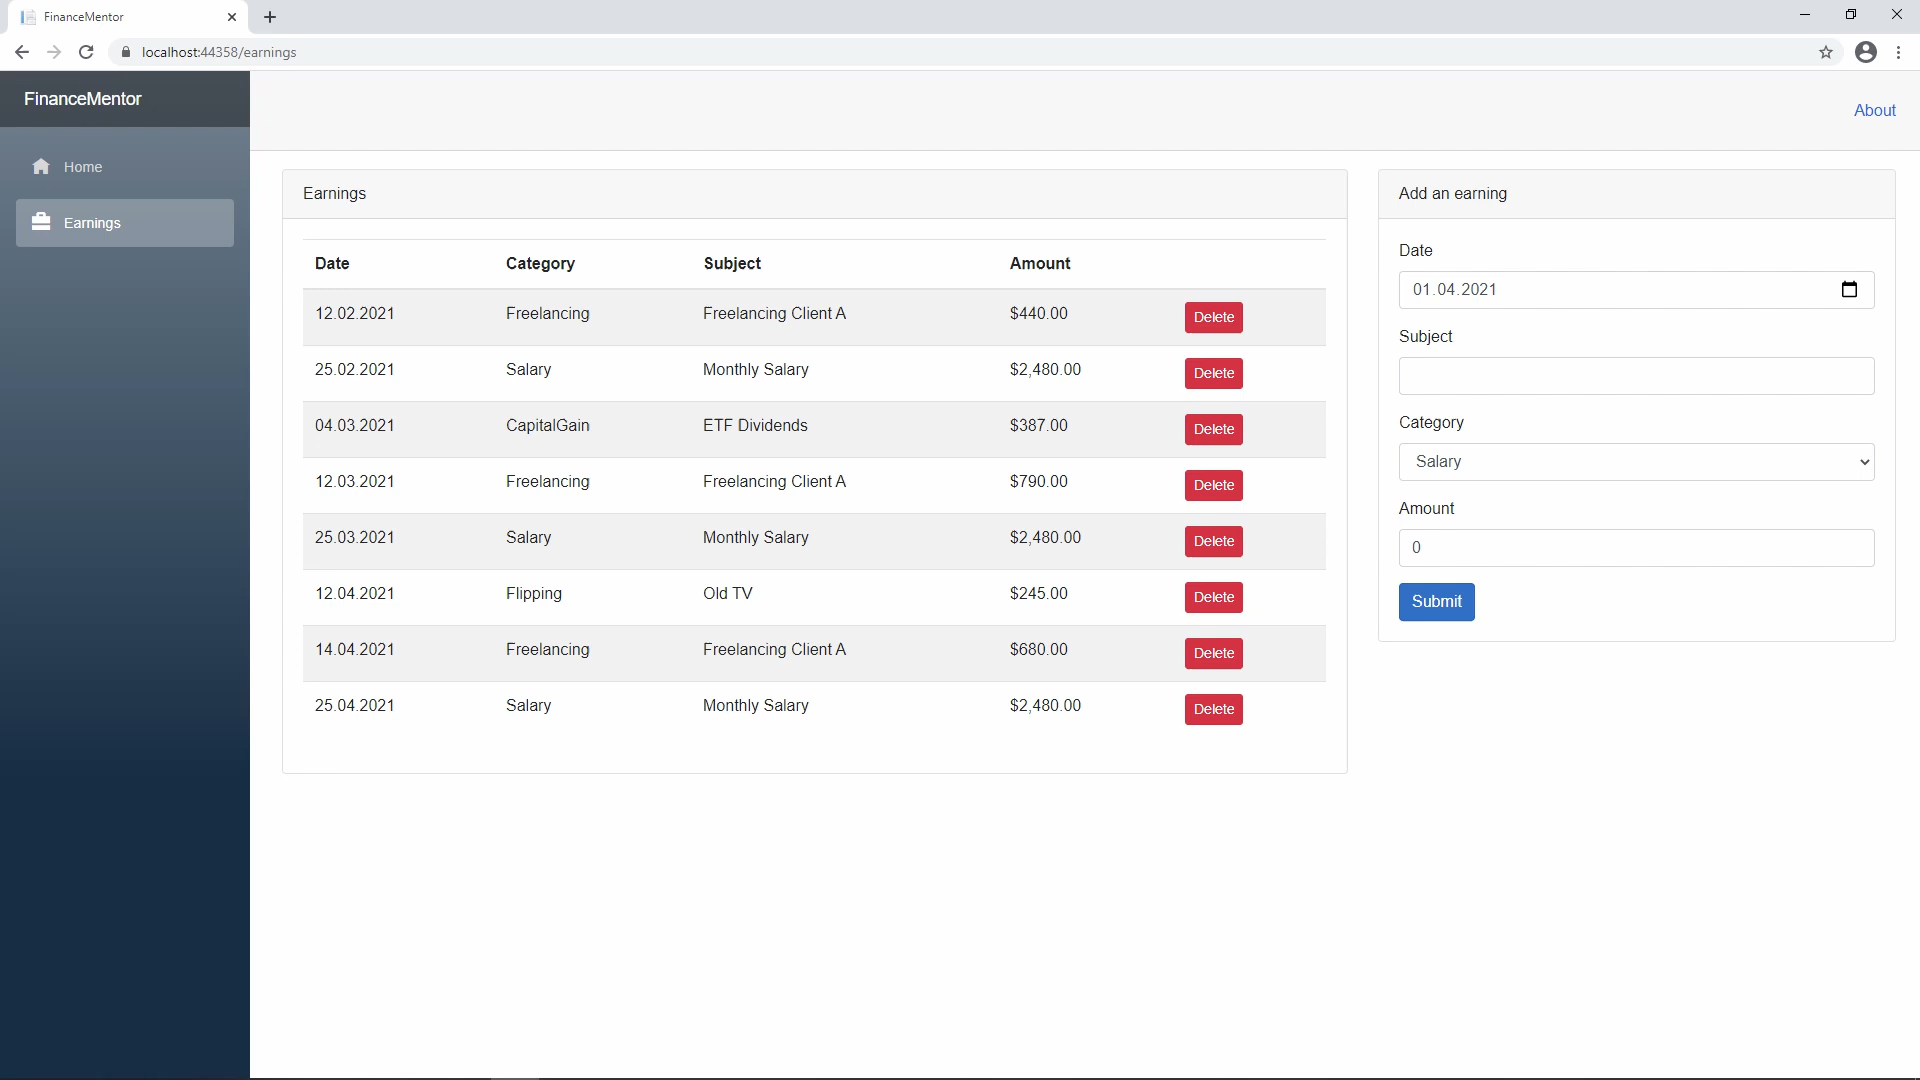 FinanceMentor
localhost:44358/earnings
FinanceMentor
About
Home
Earnings
Earnings
Date Category Subject Amount
12.02.2021 Freelancing Freelancing Client A $440.00 Delete
25.02.2021 Salary Monthly Salary $2,480.00 Delete
04.03.2021 CapitalGain ETF Dividends $387.00 Delete
12.03.2021 Freelancing Freelancing Client A $790.00 Delete
25.03.2021 Salary Monthly Salary $2,480.00 Delete
12.04.2021 Flipping Old TV $245.00 Delete
14.04.2021 Freelancing Freelancing Client A $680.00 Delete
25.04.2021 Salary Monthly Salary $2,480.00 Delete
Add an earning
Date
01.04.2021
Subject
Category
Salary
Amount
0
Submit